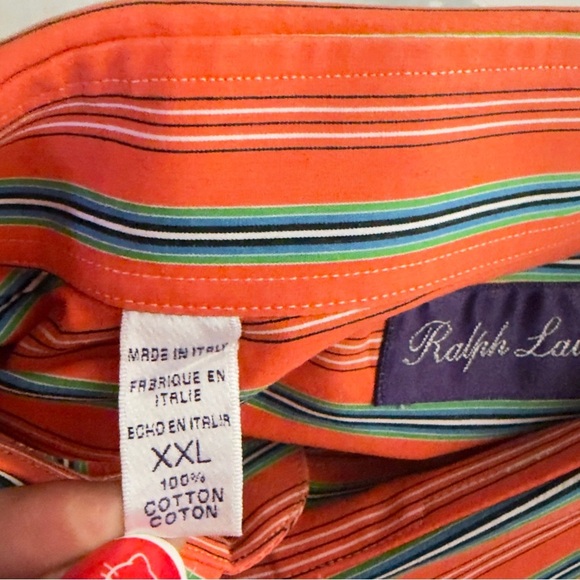 MADE IN ITALY
FABRIQUE EN
ITALIE
ECHO EN ITALIA
XXL
100%
COTTON
COTON
Ralph Lau